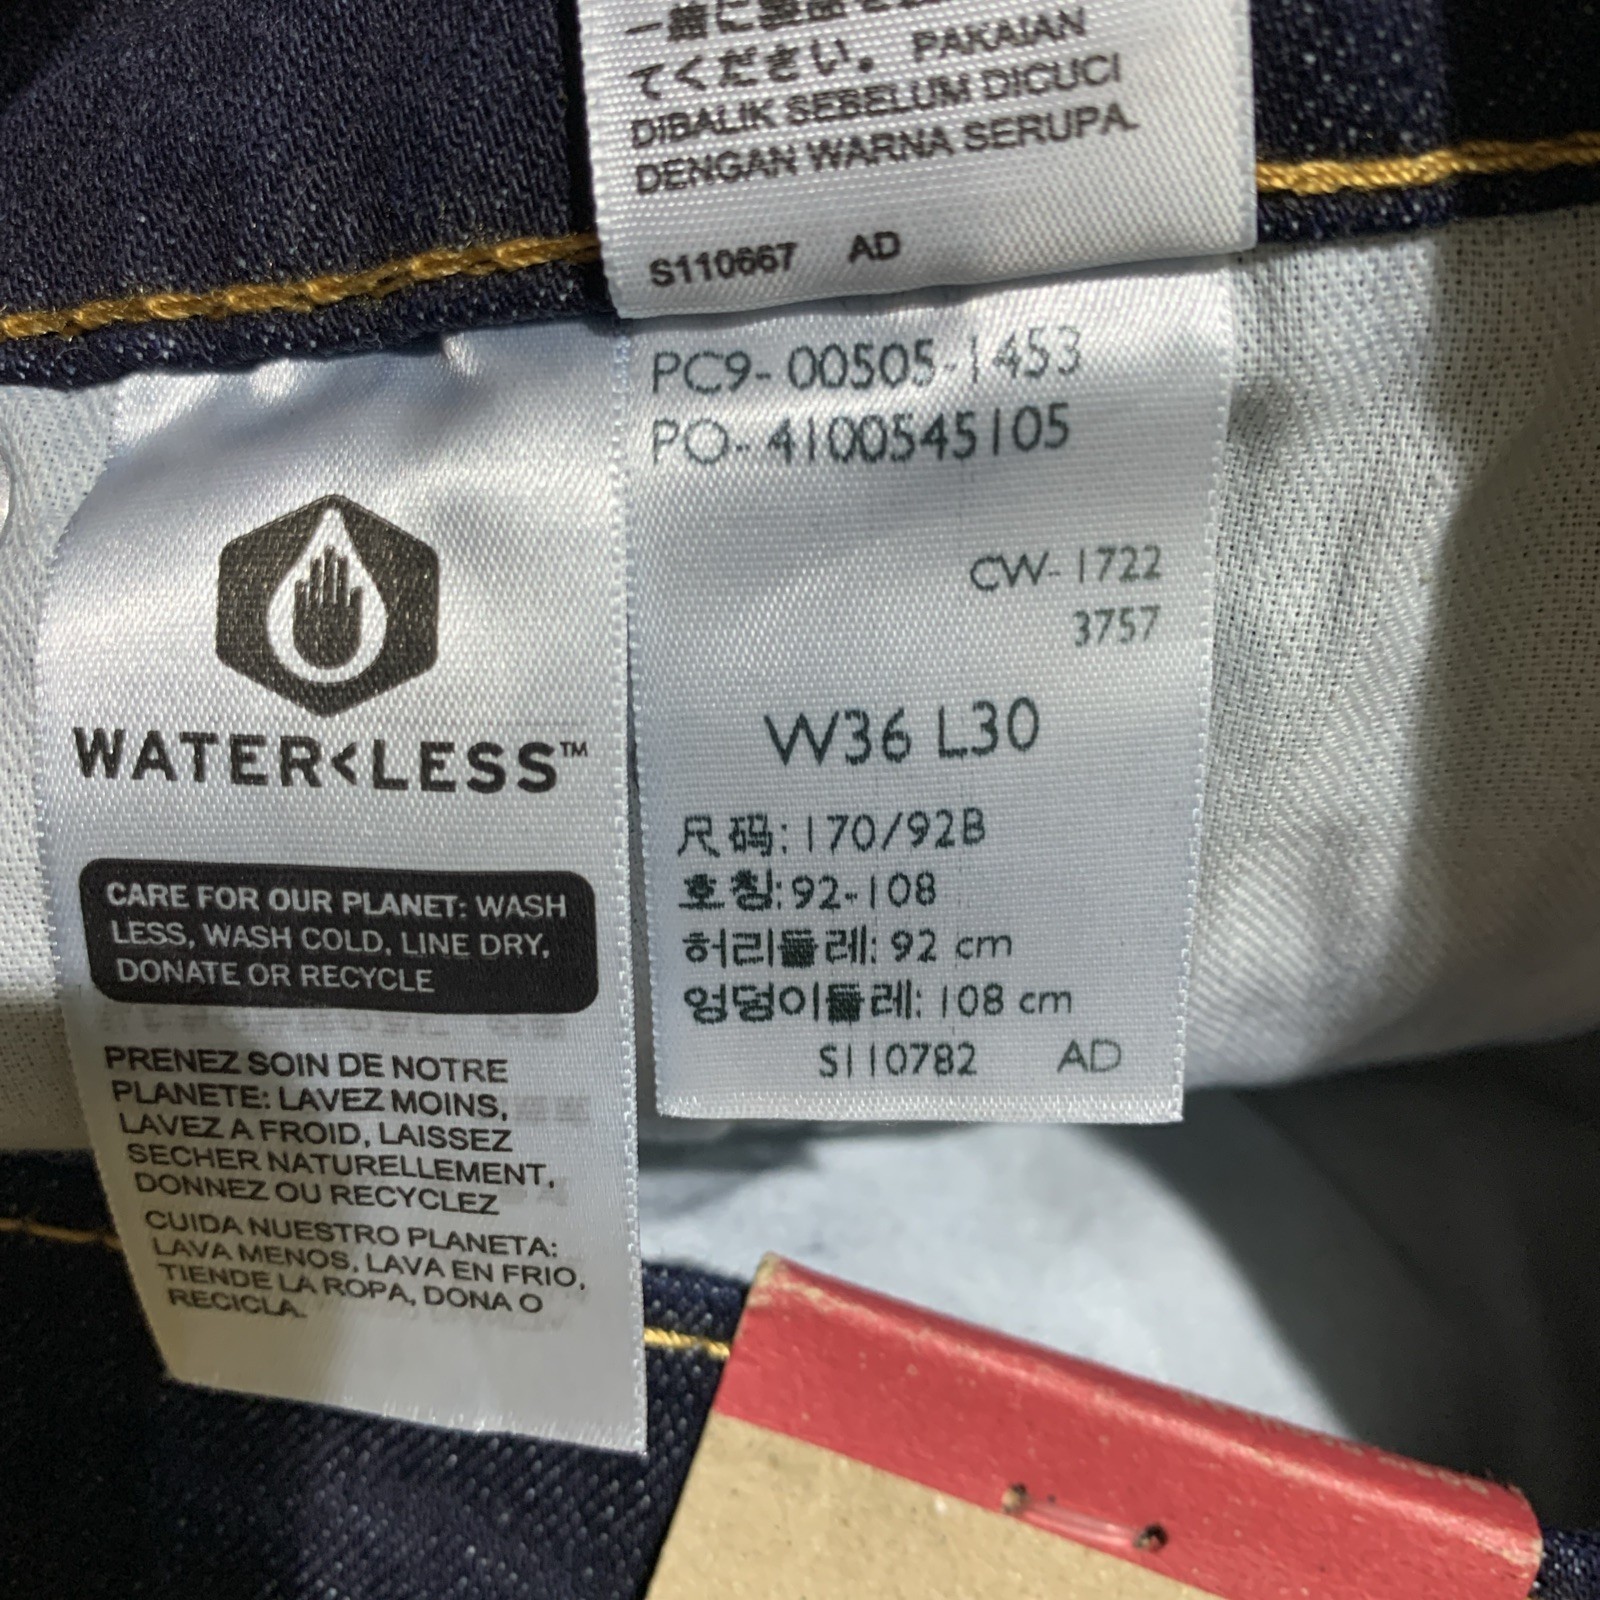 てください。 PAKAIAN
DIBALIK SEBELUM DICUCI
DENGAN WARNA SERUPA.
S110667 AD
PC9- 00505-1453
PO- 4100545105
CW- 1722
3757
W36 L30
尺码: 170/92B
호칭: 92-108
허리둘레: 92 cm
엉덩이둘레: 108 cm
S110782 AD
WATER<LESS™
CARE FOR OUR PLANET: WASH
LESS, WASH COLD, LINE DRY,
DONATE OR RECYCLE
PRENEZ SOIN DE NOTRE
PLANETE: LAVEZ MOINS,
LAVEZ A FROID, LAISSEZ
SECHER NATURELLEMENT,
DONNEZ OU RECYCLEZ
CUIDA NUESTRO PLANETA:
LAVA MENOS, LAVA EN FRIO,
TIENDE LA ROPA, DONA O
RECICLA.